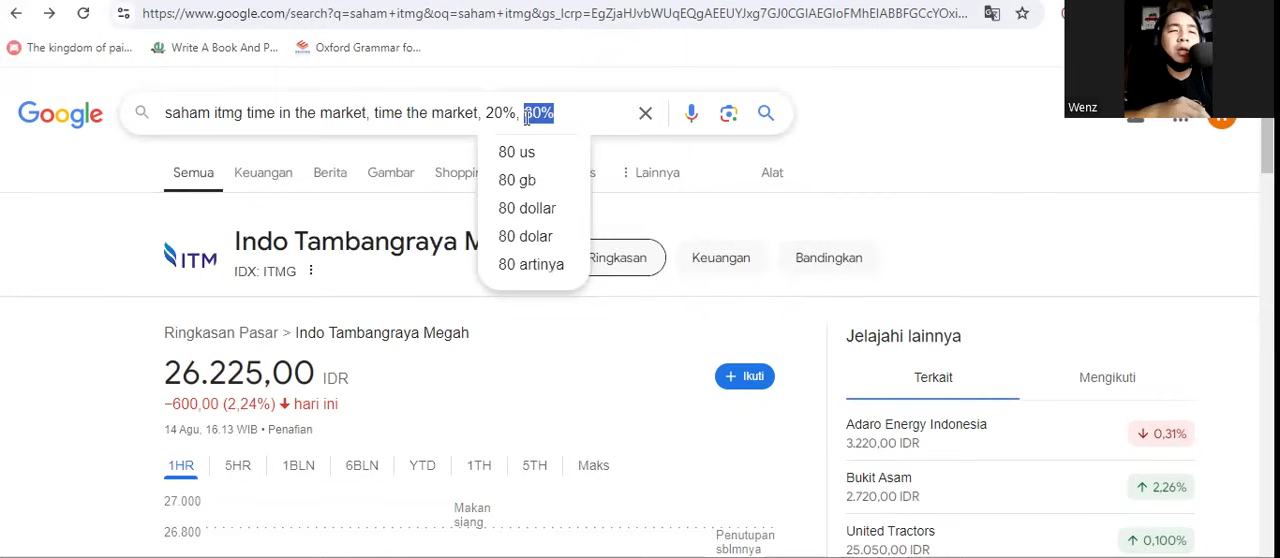 https://www.google.com/search?q=saham+itmg&oq=saham+itmg&gs_lcrp=EgZjaHJvbWUqEQgAEEUYJxg7GJ0CGIAEGIoFMhEIABBFGCcYOxi...
The kingdom of pai...
Write A Book And P...
Oxford Grammar fo...
Wenz
Google
saham itmg time in the market, time the market, 20%, 80%
80 us
80 gb
80 dollar
80 dolar
80 artinya
Semua
Keuangan
Berita
Gambar
Shoppin
s
Lainnya
Alat
ITM
Indo Tambangraya M
IDX: ITMG
Ringkasan
Keuangan
Bandingkan
Ringkasan Pasar > Indo Tambangraya Megah
26.225,00 IDR
+ Ikuti
−600,00 (2,24%) hari ini
14 Agu, 16.13 WIB • Penafian
1HR
5HR
1BLN
6BLN
YTD
1TH
5TH
Maks
27.000
Makan
siang
26.800
Penutupan
sblmnya
Jelajahi lainnya
Terkait
Mengikuti
Adaro Energy Indonesia
3.220,00 IDR
0,31%
Bukit Asam
2.720,00 IDR
2,26%
United Tractors
25.050,00 IDR
0,100%